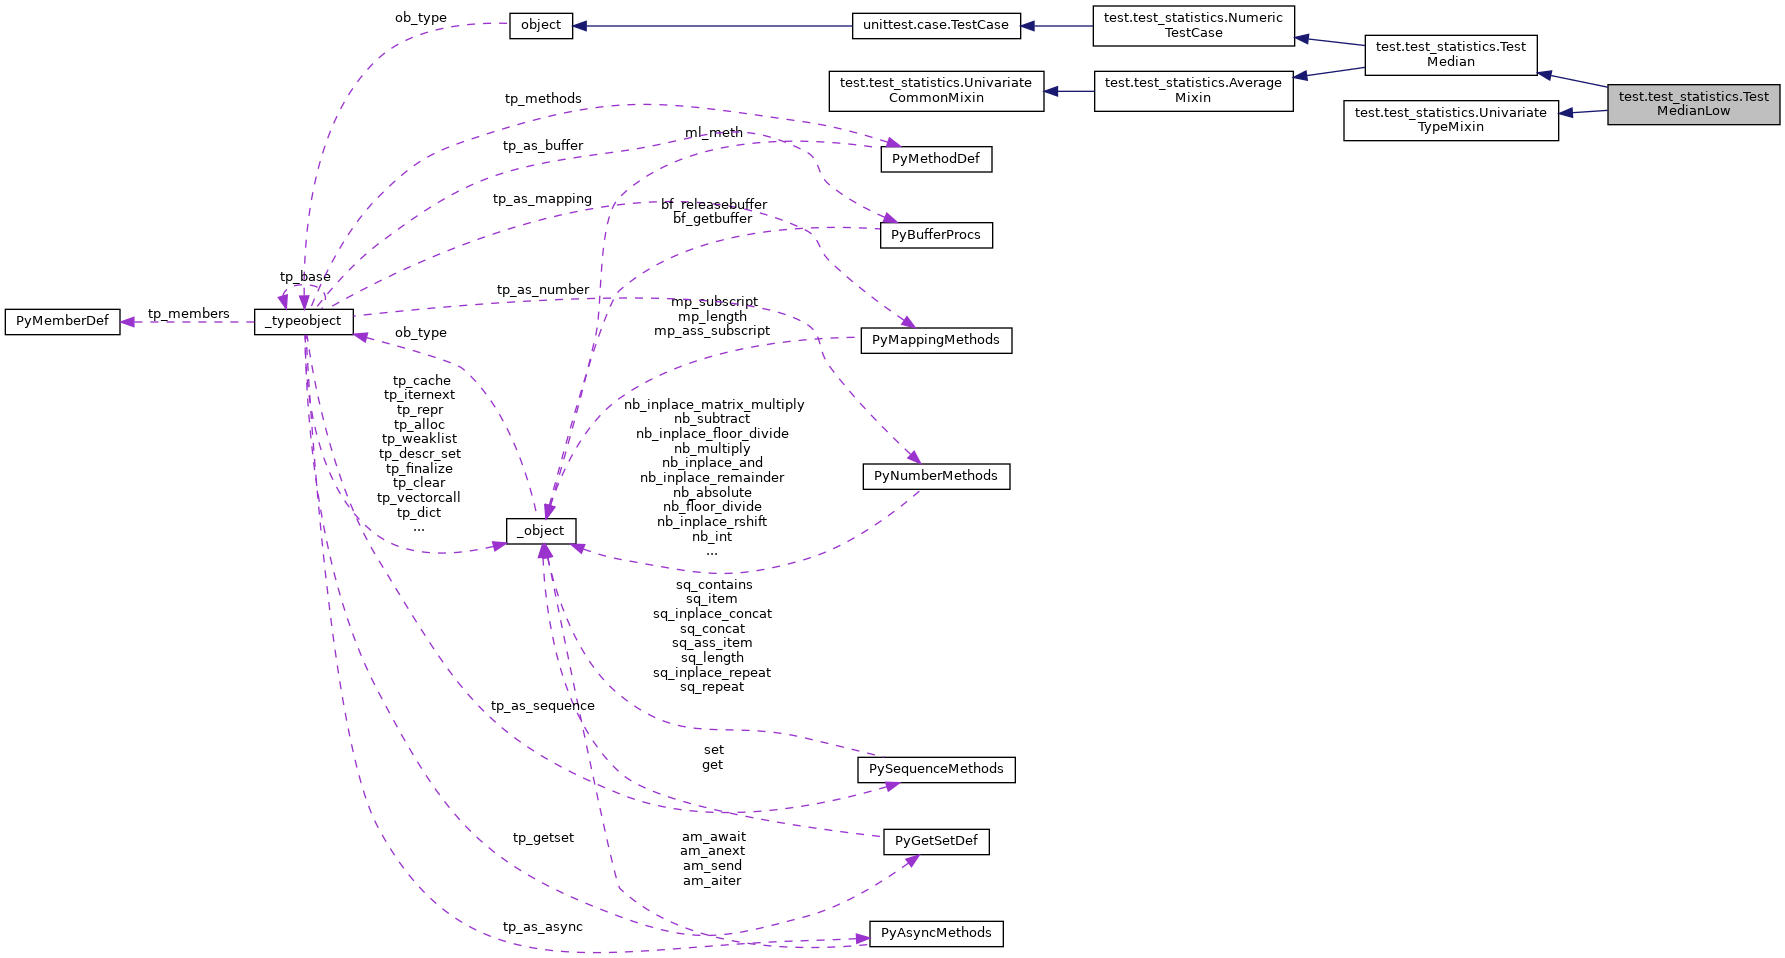 ob_type
object
unittest.case.TestCase
test.test_statistics.Numeric
TestCase
test.test_statistics.Test
Median
test.test_statistics.Univariate
CommonMixin
test.test_statistics.Average
Mixin
test.test_statistics.Test
MedianLow
test.test_statistics.Univariate
TypeMixin
tp_methods
ml_meth
tp_as_buffer
PyMethodDef
tp_as_mapping
bf_releasebuffer
bf_getbuffer
PyBufferProcs
tp_base
tp_as_number
mp_subscript
mp_length
mp_ass_subscript
PyMemberDef
tp_members
_typeobject
ob_type
PyMappingMethods
tp_cache
tp_iternext
tp_repr
tp_alloc
tp_weaklist
tp_descr_set
tp_finalize
tp_clear
tp_vectorcall
tp_dict
...
nb_inplace_matrix_multiply
nb_subtract
nb_inplace_floor_divide
nb_multiply
nb_inplace_and
nb_inplace_remainder
nb_absolute
nb_floor_divide
nb_inplace_rshift
nb_int
...
PyNumberMethods
_object
sq_contains
sq_item
sq_inplace_concat
sq_concat
sq_ass_item
sq_length
sq_inplace_repeat
sq_repeat
tp_as_sequence
set
get
PySequenceMethods
tp_getset
am_await
am_anext
am_send
am_aiter
PyGetSetDef
tp_as_async
PyAsyncMethods